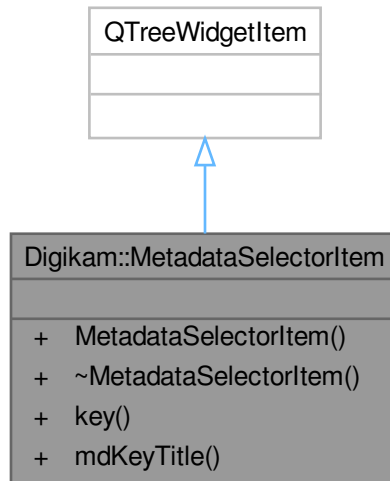 QTreeWidgetItem
Digikam::MetadataSelectorItem
+ MetadataSelectorItem()
+ ~MetadataSelectorItem()
+ key()
+ mdKeyTitle()